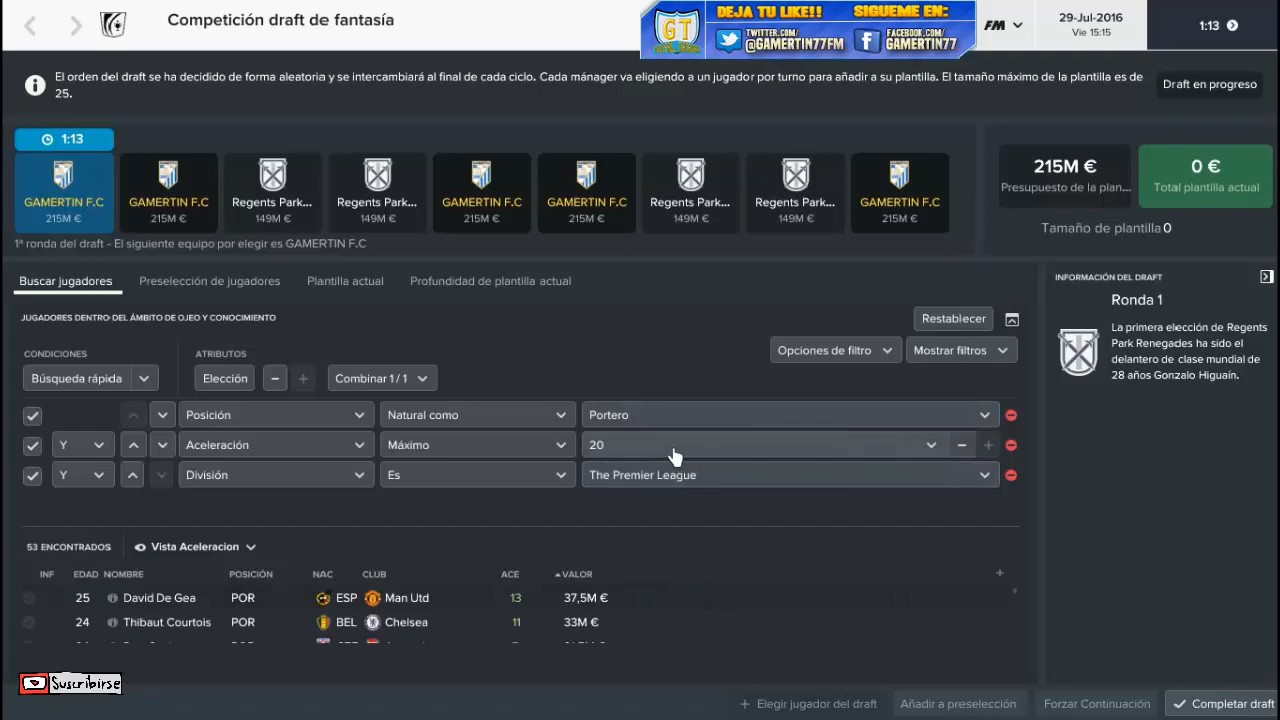 Competición draft de fantasía
DEJA TU LIKE!! SIGUEME EN:
GT
TWITTER.COM/
@GAMERTIN77FM
FACEBOOK.COM/
GAMERTIN77
FM
29-Jul-2016
Vie 15:15
1:13
El orden del draft se ha decidido de forma aleatoria y se intercambiará al final de cada ciclo. Cada mánager va eligiendo a un jugador por turno para añadir a su plantilla. El tamaño máximo de la plantilla es de
25.
Draft en progreso
1:13
GAMERTIN F.C GAMERTIN F.C Regents Park... Regents Park... GAMERTIN F.C GAMERTIN F.C Regents Park... Regents Park... GAMERTIN F.C
215M € 215M € 149M € 149M € 215M € 215M € 149M € 149M € 215M €
215M € 0 €
Presupuesto de la plan... Total plantilla actual
Tamaño de plantilla 0
1ª ronda del draft - El siguiente equipo por elegir es GAMERTIN F.C
Buscar jugadores Preselección de jugadores Plantilla actual Profundidad de plantilla actual
JUGADORES DENTRO DEL ÁMBITO DE OJEO Y CONOCIMIENTO
Restablecer
Opciones de filtro Mostrar filtros
CONDICIONES ATRIBUTOS
Búsqueda rápida Elección - + Combinar 1 / 1
Posición Natural como Portero
Y Aceleración Máximo 20 - +
Y División Es The Premier League
53 ENCONTRADOS Vista Aceleracion
INF EDAD NOMBRE POSICIÓN NAC CLUB ACE VALOR +
25 David De Gea POR ESP Man Utd 13 37,5M €
24 Thibaut Courtois POR BEL Chelsea 11 33M €
INFORMACIÓN DEL DRAFT
Ronda 1
La primera elección de Regents
Park Renegades ha sido el
delantero de clase mundial de
28 años Gonzalo Higuaín.
Suscribirse
+ Elegir jugador del draft Añadir a preselección Forzar Continuación Completar draft